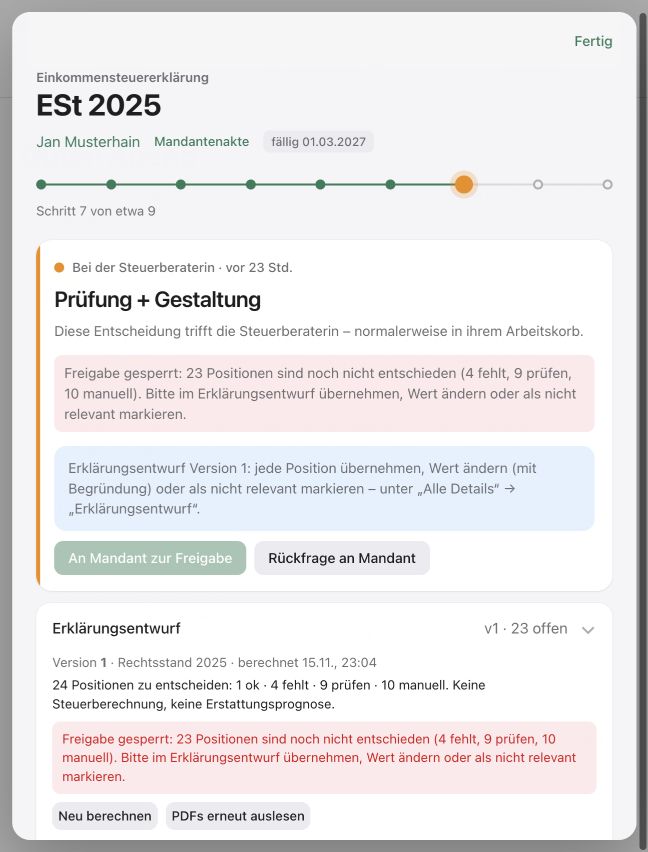 Fertig
Einkommensteuererklärung
ESt 2025
Jan Musterhain Mandantenakte fällig 01.03.2027
Schritt 7 von etwa 9
Bei der Steuerberaterin · vor 23 Std.
Prüfung + Gestaltung
Diese Entscheidung trifft die Steuerberaterin – normalerweise in ihrem Arbeitskorb.
Freigabe gesperrt: 23 Positionen sind noch nicht entschieden (4 fehlt, 9 prüfen,
10 manuell). Bitte im Erklärungsentwurf übernehmen, Wert ändern oder als nicht
relevant markieren.
Erklärungsentwurf Version 1: jede Position übernehmen, Wert ändern (mit
Begründung) oder als nicht relevant markieren – unter „Alle Details“ →
„Erklärungsentwurf“.
An Mandant zur Freigabe Rückfrage an Mandant
Erklärungsentwurf v1 · 23 offen
Version 1 · Rechtsstand 2025 · berechnet 15.11., 23:04
24 Positionen zu entscheiden: 1 ok · 4 fehlt · 9 prüfen · 10 manuell. Keine
Steuerberechnung, keine Erstattungsprognose.
Freigabe gesperrt: 23 Positionen sind noch nicht entschieden (4 fehlt, 9 prüfen, 10
manuell). Bitte im Erklärungsentwurf übernehmen, Wert ändern oder als nicht relevant
markieren.
Neu berechnen PDFs erneut auslesen